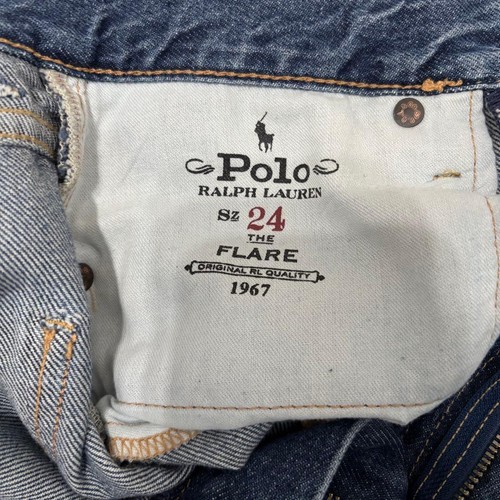 Polo
RALPH LAUREN
Sz 24
THE
FLARE
ORIGINAL RL QUALITY
1967